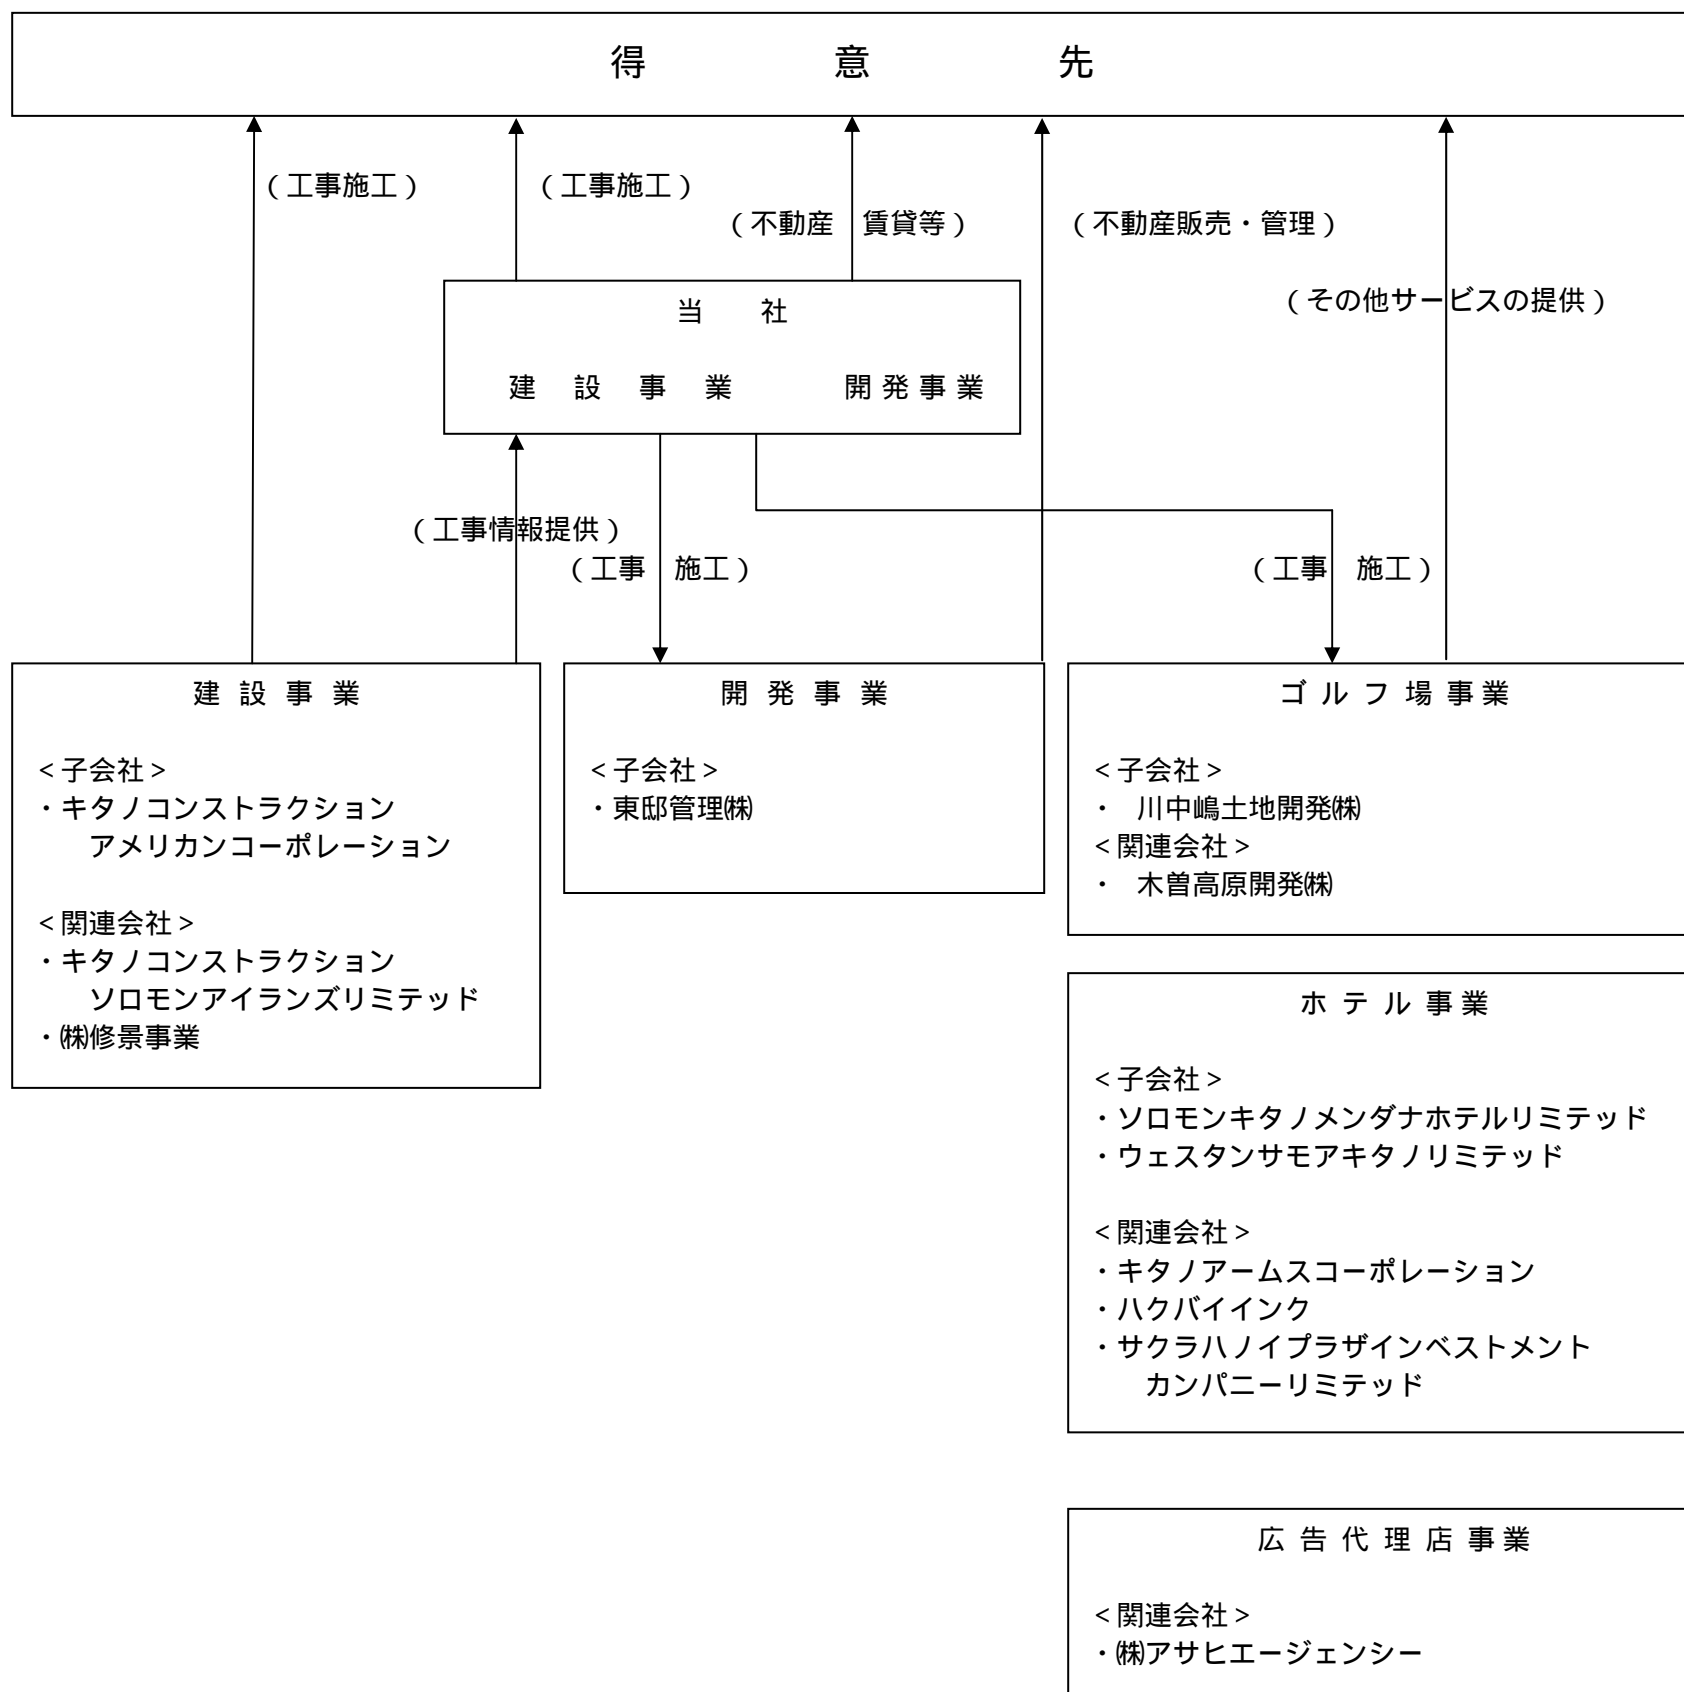 得意先
(工事施工)
(工事施工)
(不動産 賃貸等)
(不動産販売・管理)
(その他サービスの提供)
当 社
建設事業 開発事業
(工事情報提供)
(工事 施工)
(工事 施工)
建設事業
<子会社>
・キタノコンストラクション
アメリカンコーポレーション
<関連会社>
・キタノコンストラクション
ソロモンアイランズリミテッド
・㈱修景事業
開発事業
<子会社>
・東邸管理㈱
ゴルフ場事業
<子会社>
・ 川中嶋土地開発㈱
<関連会社>
・ 木曽高原開発㈱
ホテル事業
<子会社>
・ソロモンキタノメンダナホテルリミテッド
・ウェスタンサモアキタノリミテッド
<関連会社>
・キタノアームスコーポレーション
・ハクバイインク
・サクラハノイプラザインベストメント
カンパニーリミテッド
広告代理店事業
<関連会社>
・㈱アサヒエージェンシー